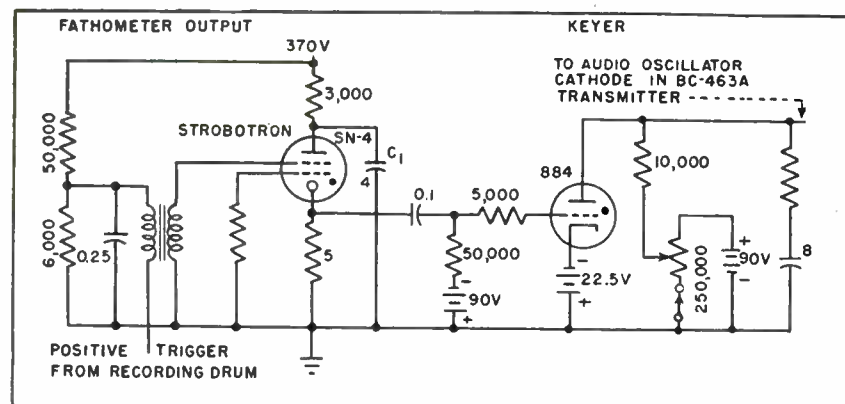 FATHOMETER OUTPUT
KEYER
370V
TO AUDIO OSCILLATOR
CATHODE IN BC-463A
TRANSMITTER
3,000
STROBOTRON
SN-4
50,000
C1
4
884
10,000
0.1
5,000
6,000
0.25
5
50,000
- 
22.5V
+
-
90V
+
250,000
+
90V
-
8
POSITIVE TRIGGER
FROM RECORDING DRUM